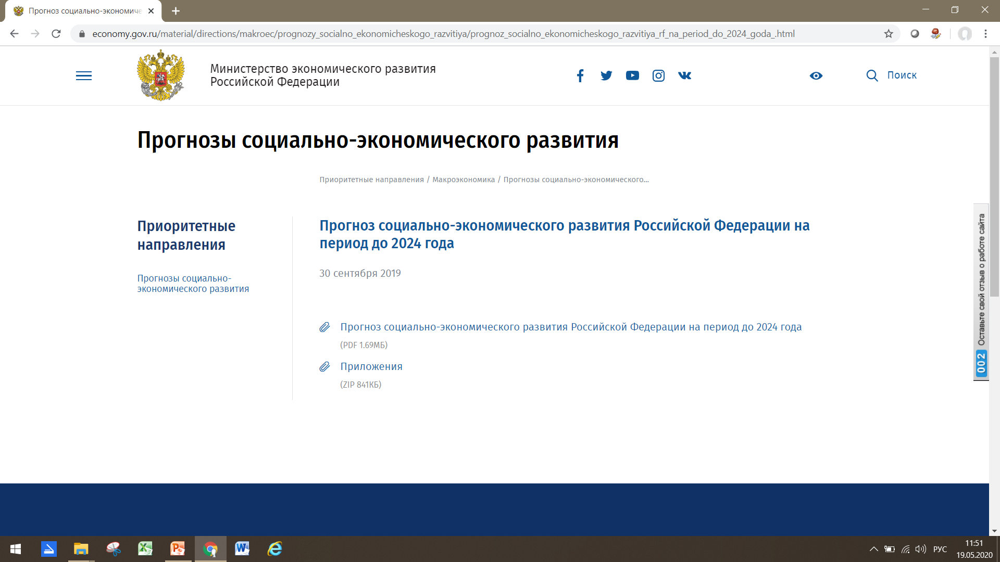 Прогноз социально-экономиче
economy.gov.ru/material/directions/makroec/prognozy_socialno_ekonomicheskogo_razvitiya/prognoz_socialno_ekonomicheskogo_razvitiya_rf_na_period_do_2024_goda_.html
Министерство экономического развития
Российской Федерации
Поиск
Прогнозы социально-экономического развития
Приоритетные направления / Макроэкономика / Прогнозы социально-экономического...
Приоритетные
направления
Прогнозы социально-
экономического развития
Прогноз социально-экономического развития Российской Федерации на
период до 2024 года
30 сентября 2019
Прогноз социально-экономического развития Российской Федерации на период до 2024 года
(PDF 1.69МБ)
Приложения
(ZIP 841КБ)
002 Оставьте свой отзыв о работе сайта
РУС
11:51
19.05.2020